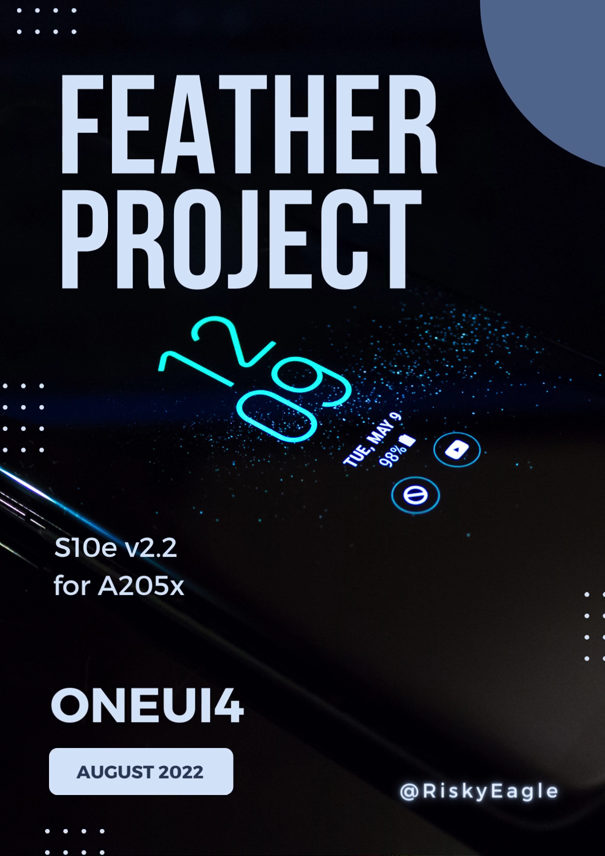 FEATHER
PROJECT
12
09
TUE, MAY 9
98%
S10e v2.2
for A205x
ONEUI4
AUGUST 2022
@RiskyEagle